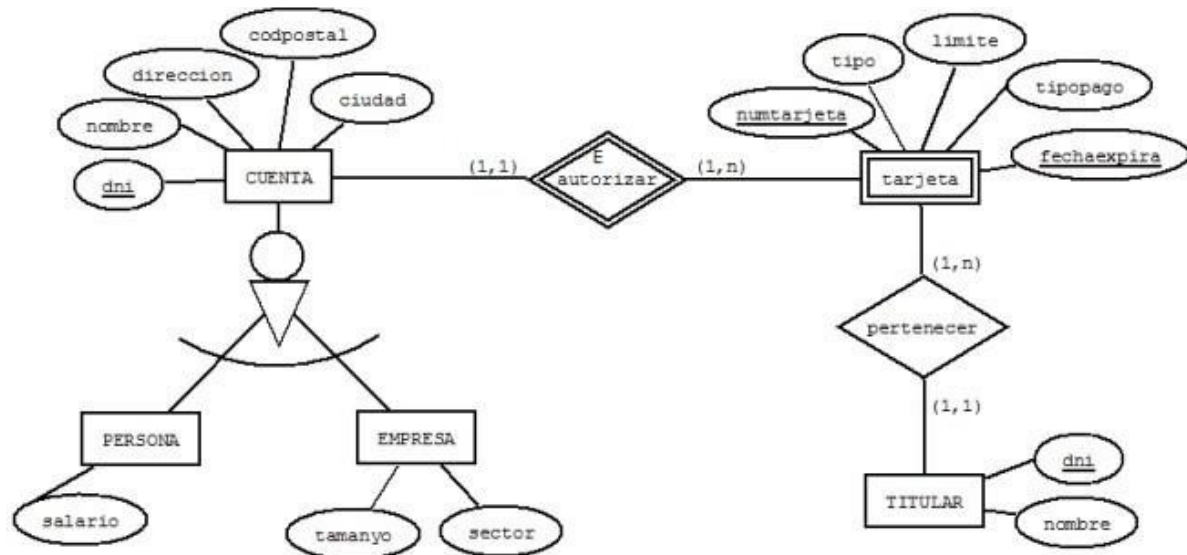 codpostal
direccion
ciudad
nombre
dni
CUENTA
(1,1)
E
autorizar
(1,n)
limite
tipo
tipopago
numtarjeta
fechaexpira
tarjeta
(1,n)
pertenecer
(1,1)
PERSONA
EMPRESA
salario
tamanyo
sector
dni
TITULAR
nombre